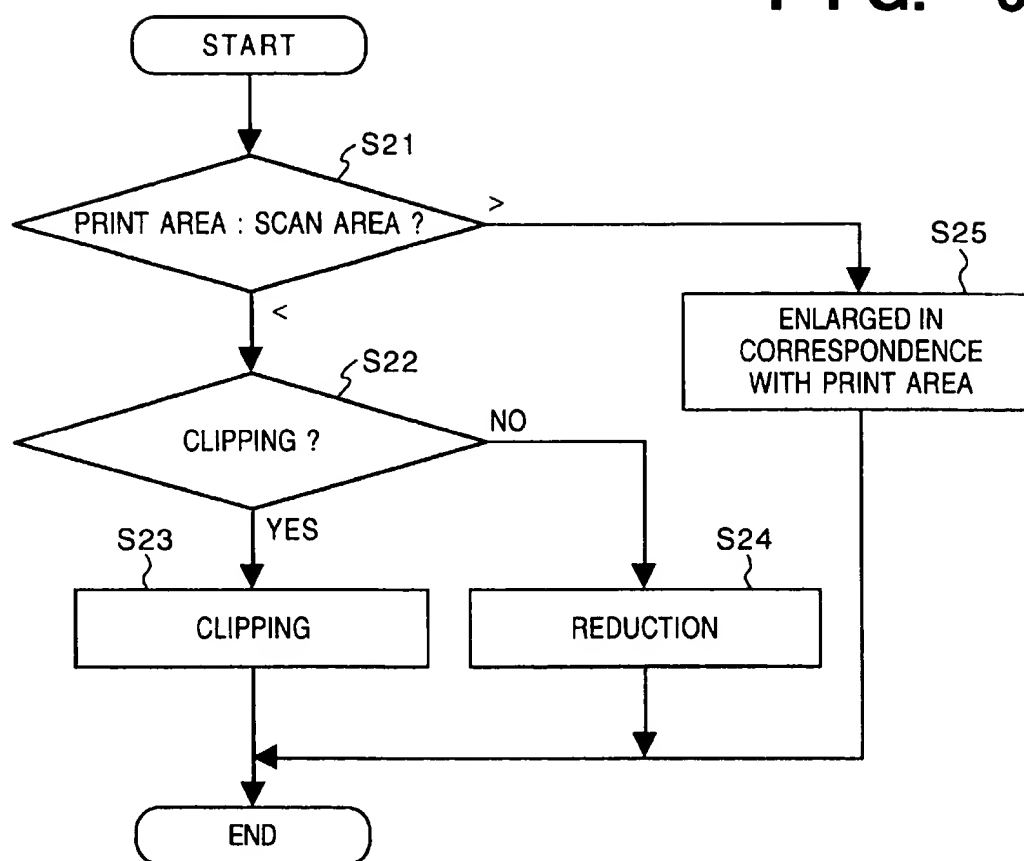 FIG.
START
S21
PRINT AREA : SCAN AREA ?
>
<
S25
ENLARGED IN
CORRESPONDENCE
WITH PRINT AREA
S22
CLIPPING ?
NO
YES
S23
S24
CLIPPING
REDUCTION
END